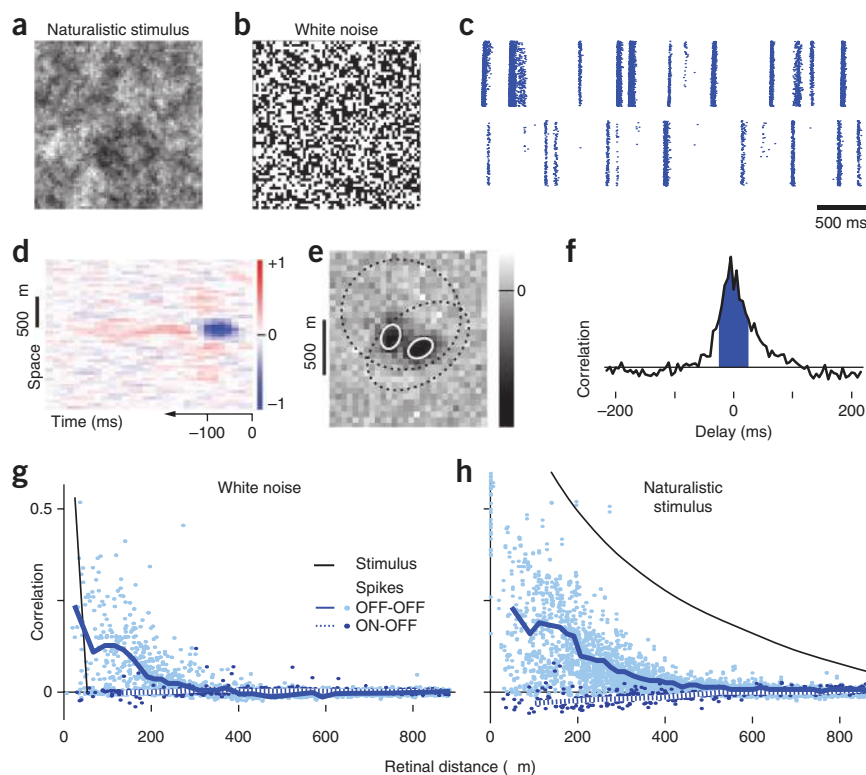 a
Naturalistic stimulus
b
White noise
c
500 ms
d
500 m
Space
+1
0
−1
Time (ms)
−100
0
e
500 m
0
f
Correlation
−200
0
200
Delay (ms)
g
White noise
0.5
Correlation
0
Stimulus
Spikes
OFF-OFF
ON-OFF
0
200
400
600
800
h
Naturalistic
stimulus
0
200
400
600
800
Retinal distance ( m)